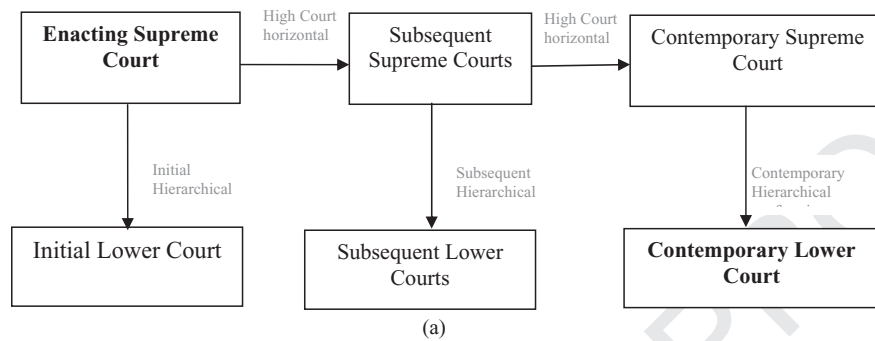 Enacting Supreme
Court
High Court
horizontal
Subsequent
Supreme Courts
High Court
horizontal
Contemporary Supreme
Court
Initial
Hierarchical
Subsequent
Hierarchical
Contemporary
Hierarchical
Initial Lower Court
Subsequent Lower
Courts
Contemporary Lower
Court
(a)